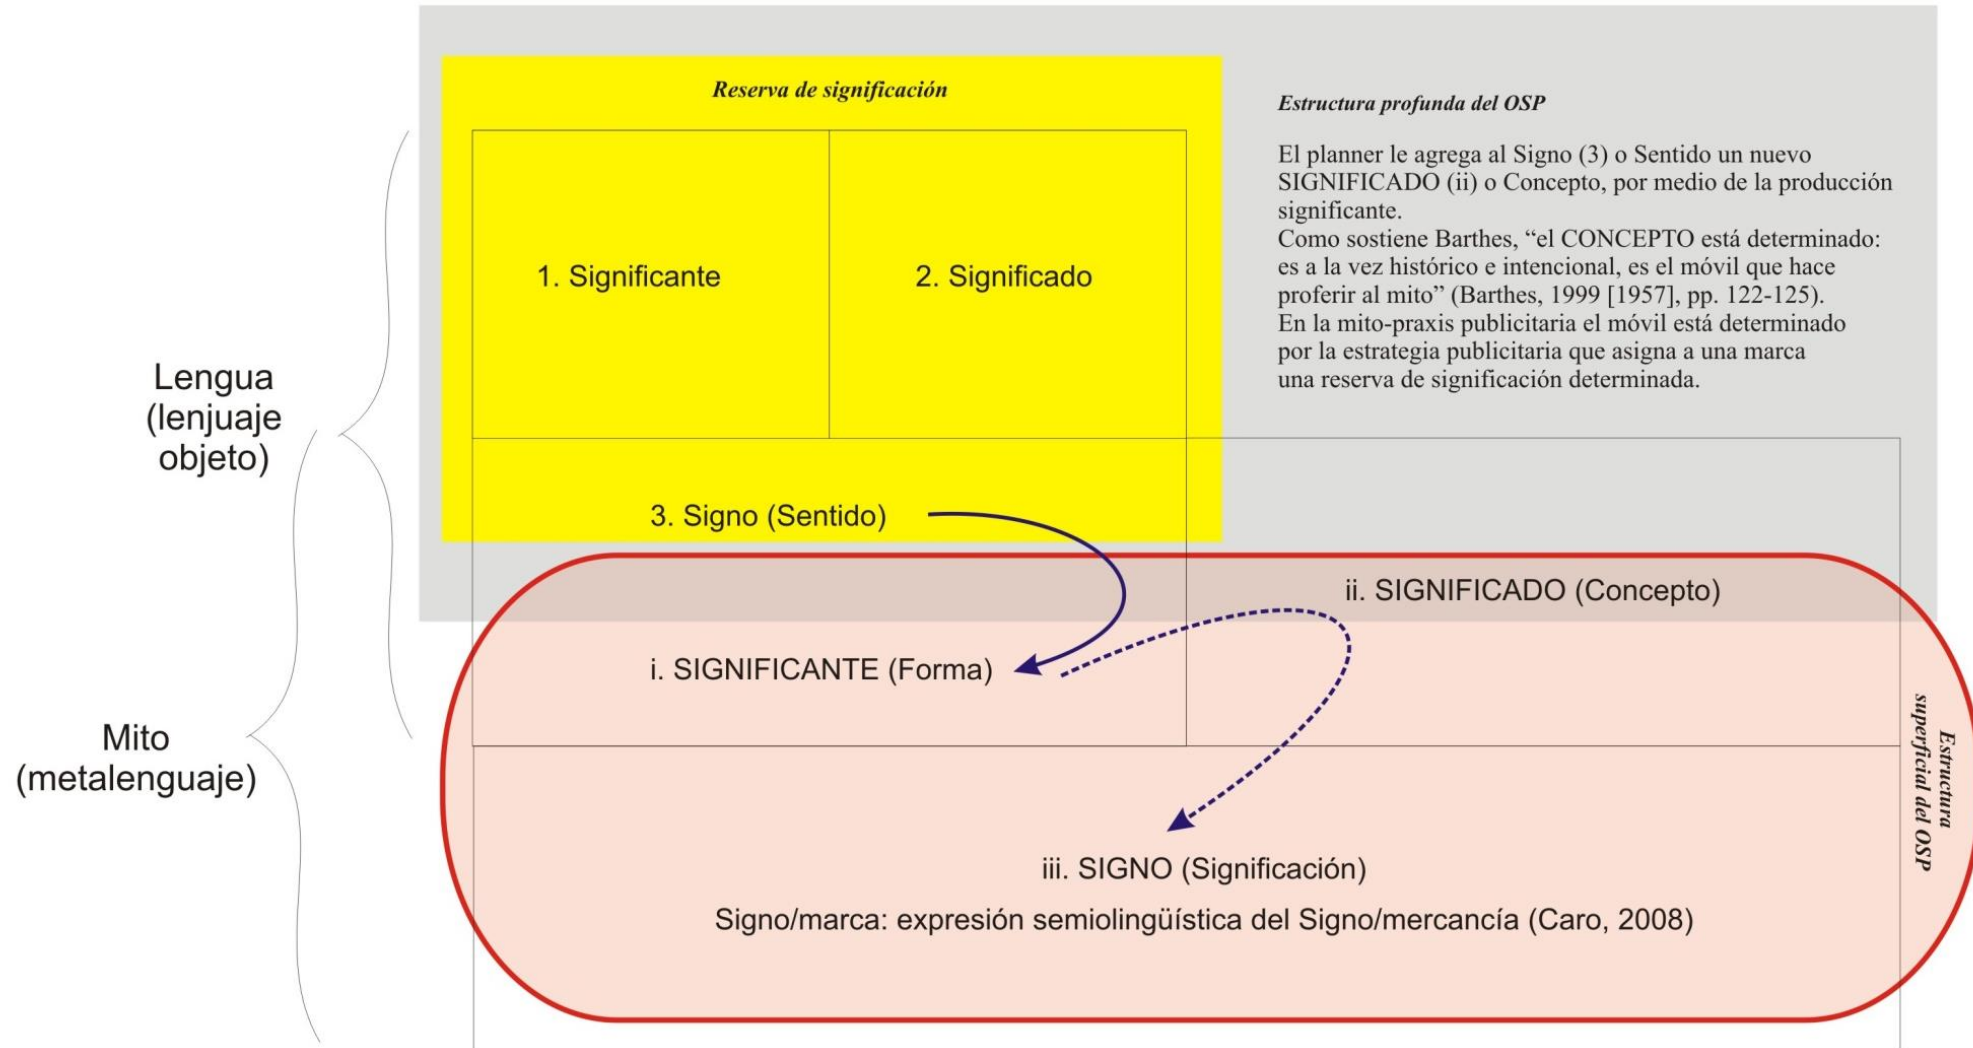 Reserva de significación
Estructura profunda del OSP
El planner le agrega al Signo (3) o Sentido un nuevo
SIGNIFICADO (ii) o Concepto, por medio de la producción
significante.
Como sostiene Barthes, “el CONCEPTO está determinado:
es a la vez histórico e intencional, es el móvil que hace
proferir al mito” (Barthes, 1999 [1957], pp. 122-125).
En la mito-praxis publicitaria el móvil está determinado
por la estrategia publicitaria que asigna a una marca
una reserva de significación determinada.
1. Significante
2. Significado
Lengua
(lenjuaje
objeto)
3. Signo (Sentido)
ii. SIGNIFICADO (Concepto)
i. SIGNIFICANTE (Forma)
Mito
(metalenguaje)
Estructura
superficial del OSP
iii. SIGNO (Significación)
Signo/marca: expresión semiolingüística del Signo/mercancía (Caro, 2008)